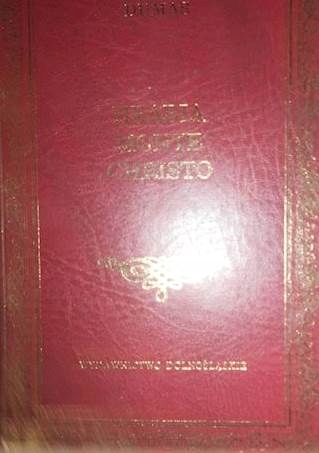 DUMAS
HRABIA
MONTE
CHRISTO
WYDAWNICTWO DOLNOŚLĄSKIE